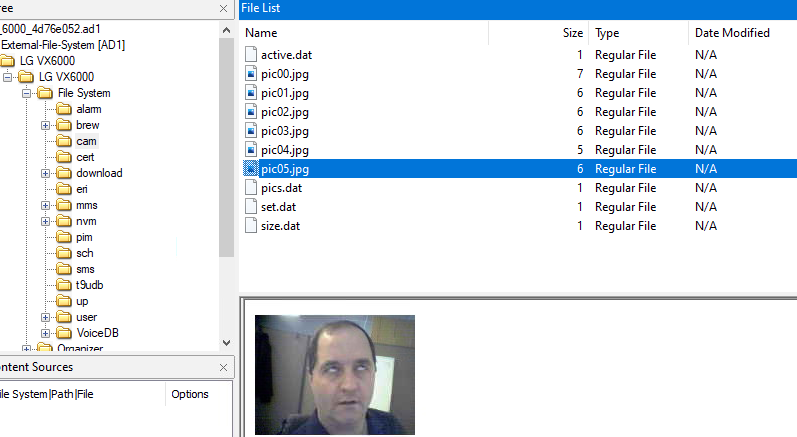 ree
File List
_6000_4d76e052.ad1
External-File-System [AD1]
LG VX6000
LG VX6000
File System
alarm
brew
cam
cert
download
eri
mms
nvm
pim
sch
sms
t9udb
up
user
VoiceDB
Organizer
Name Size Type Date Modified
active.dat 1 Regular File N/A
pic00.jpg 7 Regular File N/A
pic01.jpg 6 Regular File N/A
pic02.jpg 6 Regular File N/A
pic03.jpg 6 Regular File N/A
pic04.jpg 5 Regular File N/A
pic05.jpg 6 Regular File N/A
pics.dat 1 Regular File N/A
set.dat 1 Regular File N/A
size.dat 1 Regular File N/A
ontent Sources
ile System|Path|File Options